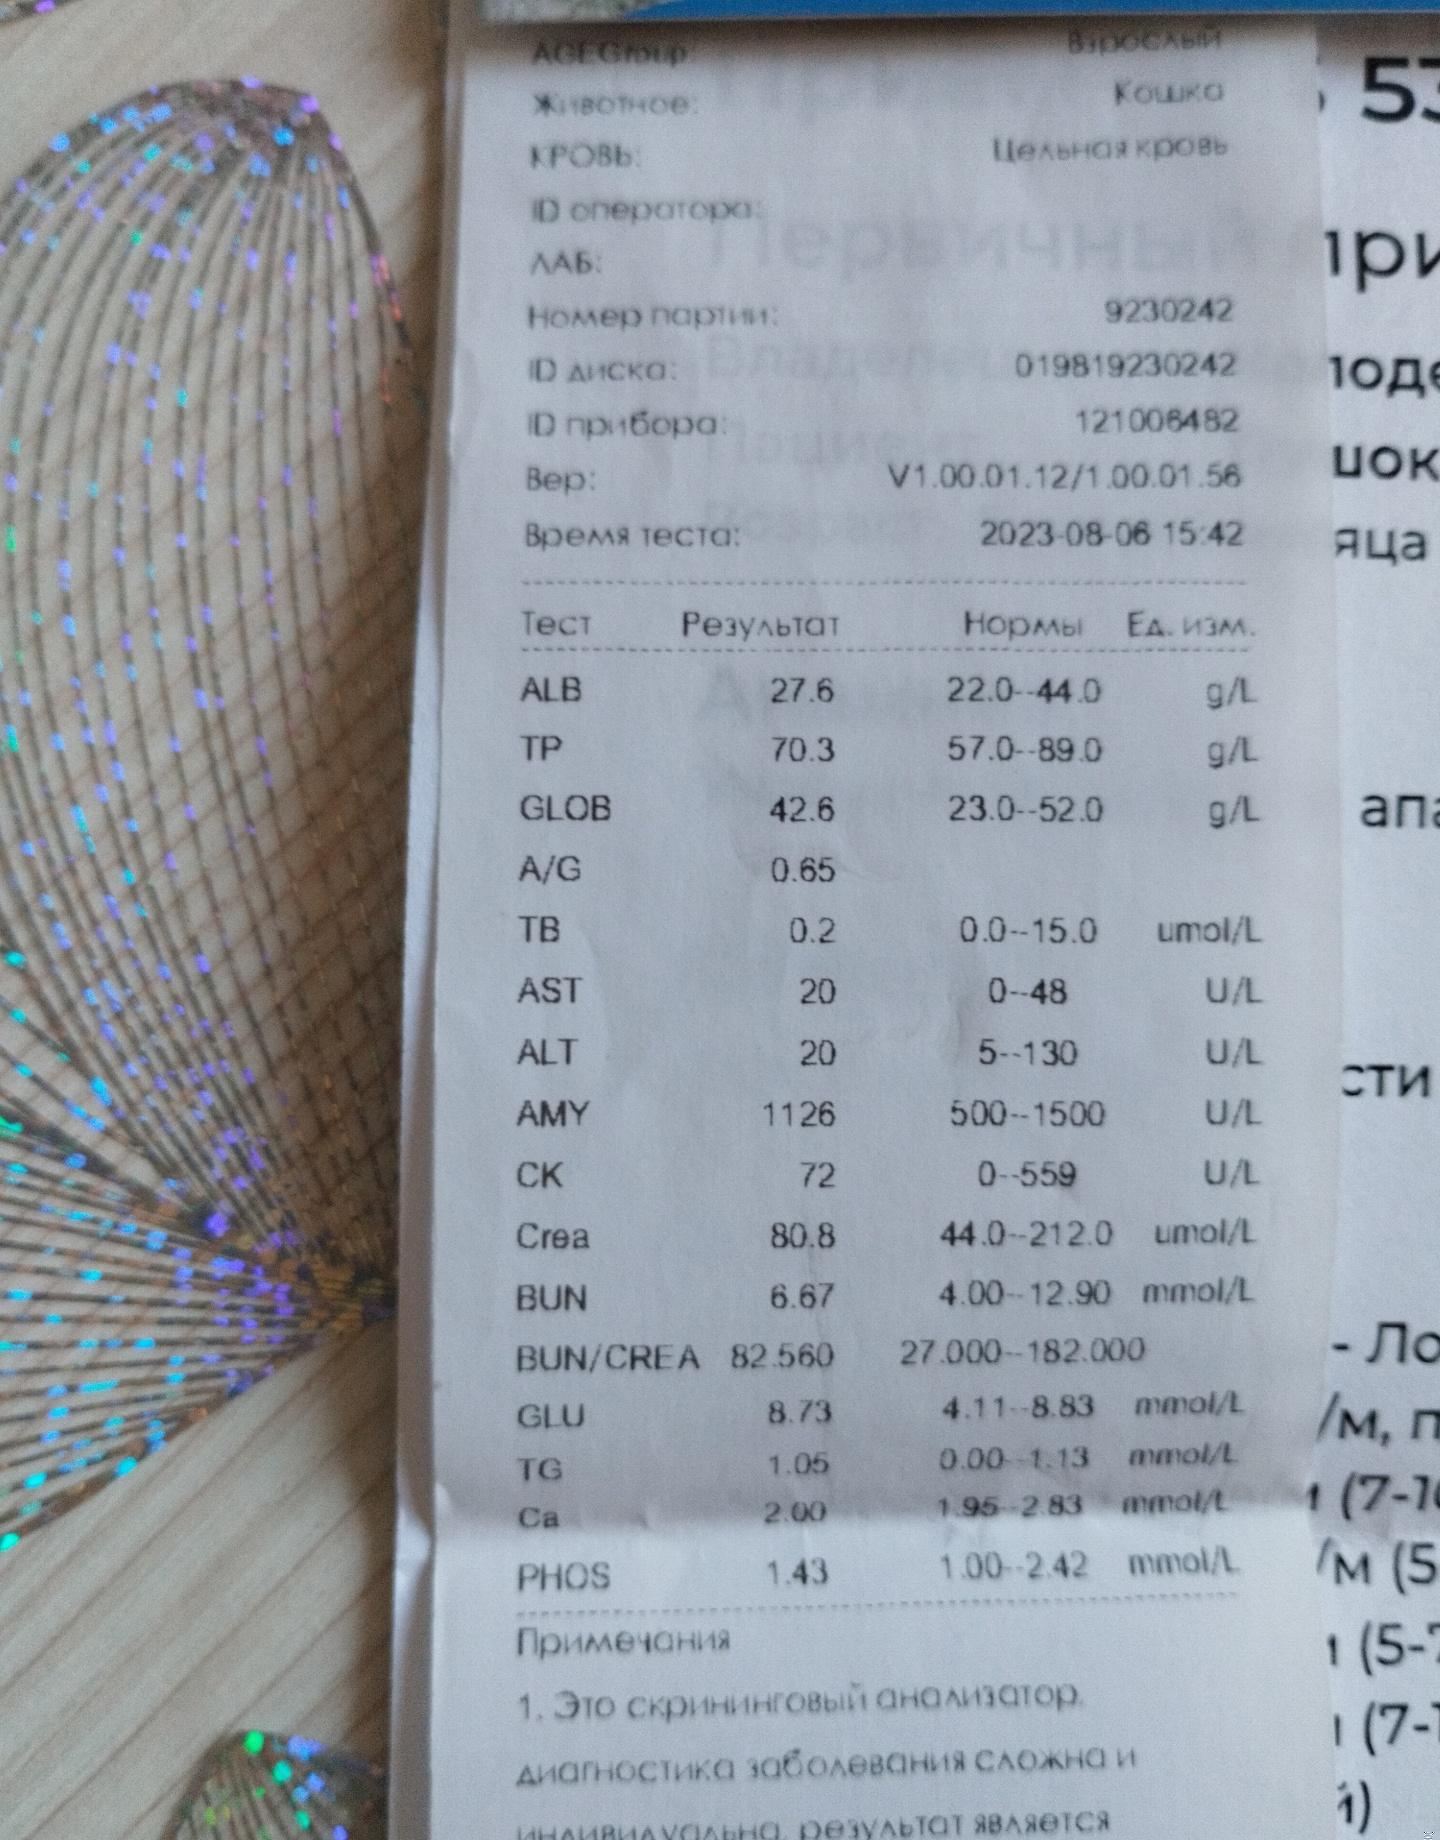 AGEGroup: Взрослый
Животное: Кошка
КРОВЬ: Цельная кровь
ID оператора:
ЛАБ:
Номер партии: 9230242
ID диска: 019819230242
ID прибора: 121006482
Вер: V1.00.01.12/1.00.01.56
Время теста: 2023-08-06 15:42
Тест Результат Нормы Ед. изм.
ALB 27.6 22.0--44.0 g/L
TP 70.3 57.0--89.0 g/L
GLOB 42.6 23.0--52.0 g/L
A/G 0.65
TB 0.2 0.0--15.0 umol/L
AST 20 0--48 U/L
ALT 20 5--130 U/L
AMY 1126 500--1500 U/L
CK 72 0--559 U/L
Crea 80.8 44.0--212.0 umol/L
BUN 6.67 4.00--12.90 mmol/L
BUN/CREA 82.560 27.000--182.000
GLU 8.73 4.11--8.83 mmol/L
TG 1.05 0.00--1.13 mmol/L
Ca 2.00 1.95--2.83 mmol/L
PHOS 1.43 1.00--2.42 mmol/L
Примечания
1. Это скрининговый анализатор,
диагностика заболевания сложна и
индивидуальна, результат является
53
при
яца
апа
сти
- Ло
/м, п
(7-10
/м (5
(5-7
(7-1
й)